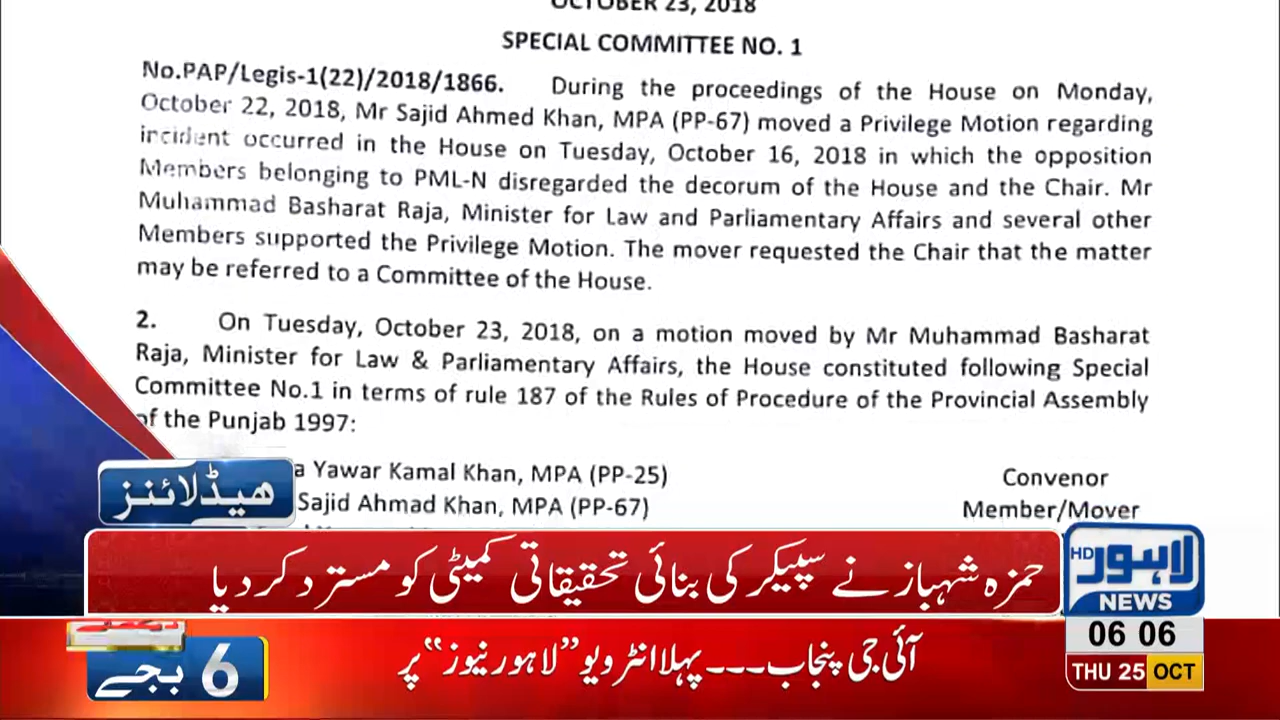 OCTOBER 23, 2018
SPECIAL COMMITTEE NO. 1
No.PAP/Legis-1(22)/2018/1866. During the proceedings of the House on Monday,
October 22, 2018, Mr Sajid Ahmed Khan, MPA (PP-67) moved a Privilege Motion regarding
incident occurred in the House on Tuesday, October 16, 2018 in which the opposition
Members belonging to PML-N disregarded the decorum of the House and the Chair. Mr
Muhammad Basharat Raja, Minister for Law and Parliamentary Affairs and several other
Members supported the Privilege Motion. The mover requested the Chair that the matter
may be referred to a Committee of the House.
2. On Tuesday, October 23, 2018, on a motion moved by Mr Muhammad Basharat
Raja, Minister for Law & Parliamentary Affairs, the House constituted following Special
Committee No.1 in terms of rule 187 of the Rules of Procedure of the Provincial Assembly
of the Punjab 1997:
a Yawar Kamal Khan, MPA (PP-25) Convenor
Sajid Ahmad Khan, MPA (PP-67) Member/Mover
ھیڈلائنز
حمزہ شہباز نے سپیکر کی بنائی تحقیقاتی کمیٹی کو مسترد کر دیا
HD لاہور
NEWS
06 06
THU 25 OCT
آئی جی پنجاب --- پہلا انٹرویو "لاہور نیوز" پر
6 بجے